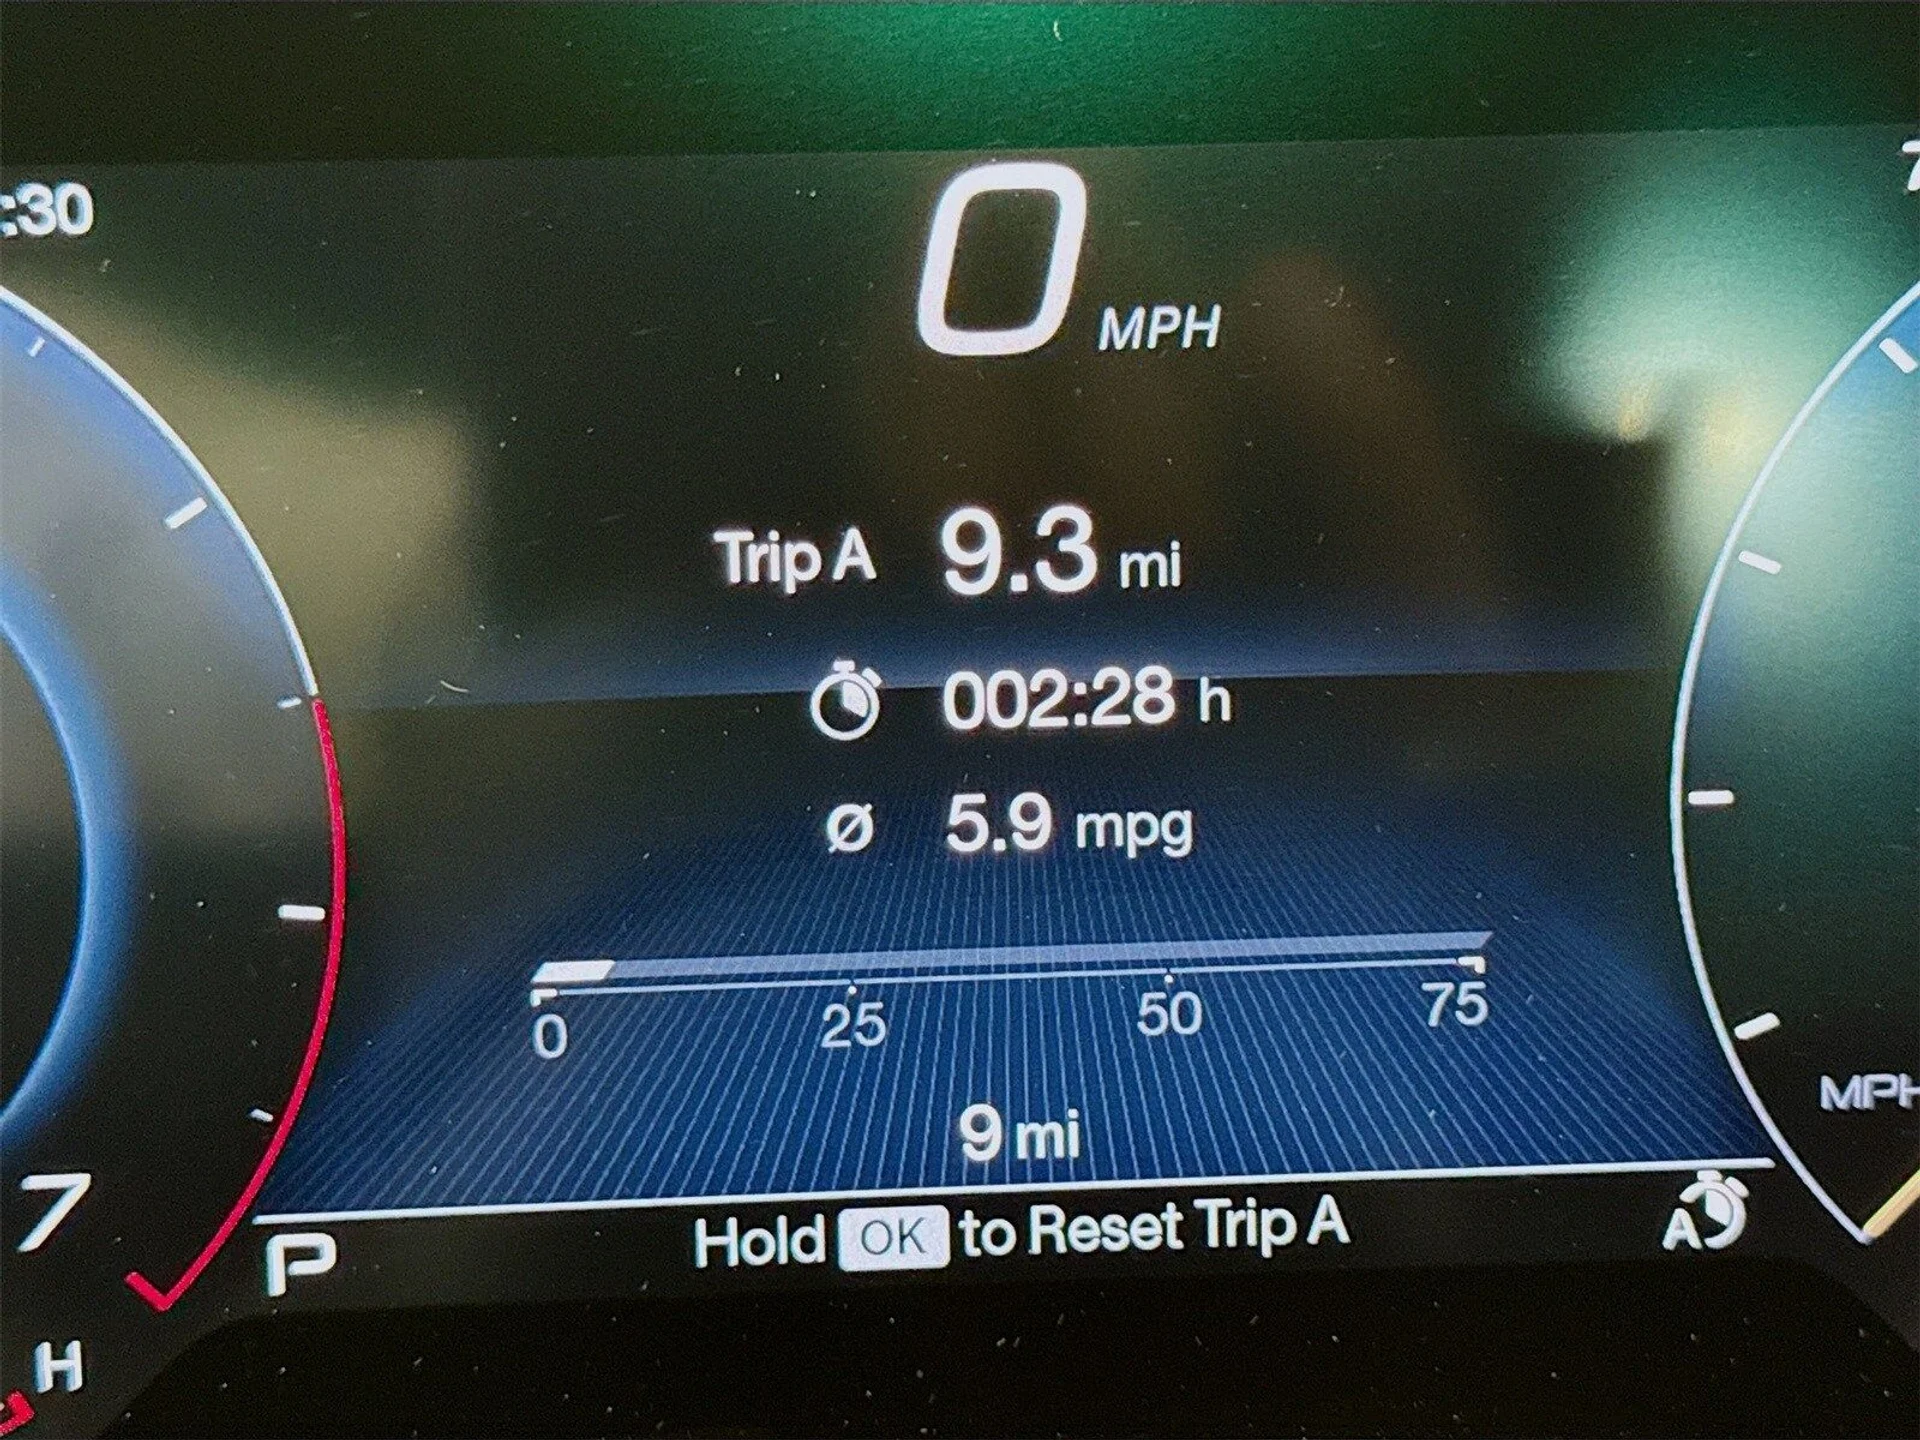 :30
0 MPH
Trip A 9.3 mi
002:28 h
Ø 5.9 mpg
0 25 50 75
9 mi
MPH
7
P Hold OK to Reset Trip A A
H